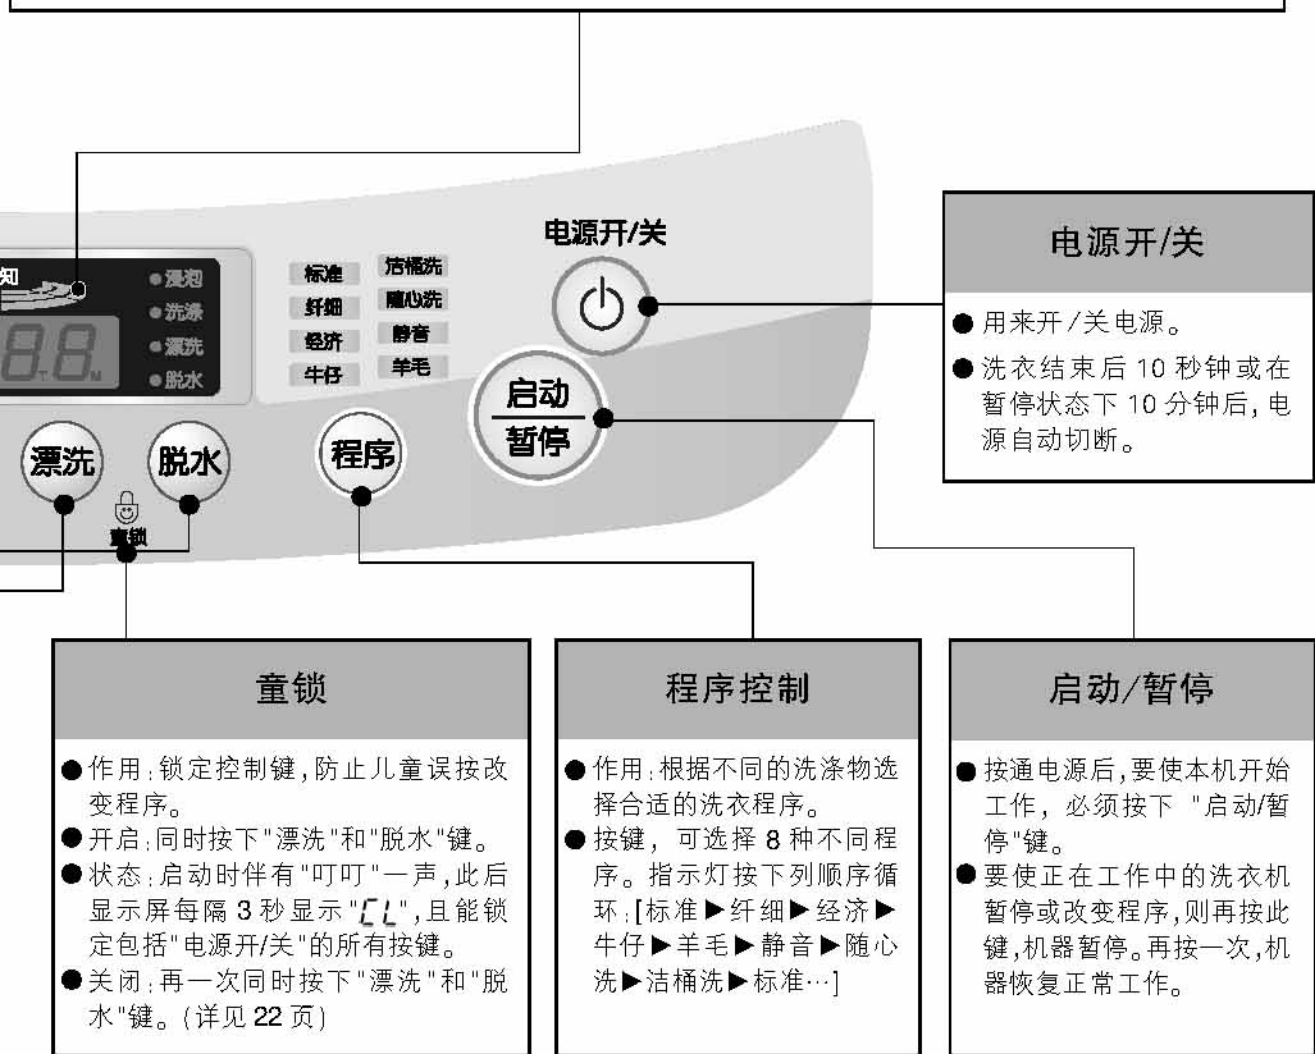 电源开/关
知
浸泡
洗涤
漂洗
脱水
88
T
M
标准
纤细
经济
牛仔
洁桶洗
随心洗
静音
羊毛
启动
暂停
漂洗
脱水
程序
童锁
电源开/关
●用来开/关电源。
●洗衣结束后 10 秒钟或在
暂停状态下 10 分钟后,电
源自动切断。
童锁
●作用:锁定控制键,防止儿童误按改
变程序。
●开启:同时按下"漂洗"和"脱水"键。
●状态:启动时伴有"叮叮"一声,此后
显示屏每隔 3 秒显示"CL",且能锁
定包括"电源开/关"的所有按键。
●关闭:再一次同时按下"漂洗"和"脱
水"键。(详见 22 页)
程序控制
●作用:根据不同的洗涤物选
择合适的洗衣程序。
●按键，可选择 8 种不同程
序。指示灯按下列顺序循
环:[标准▶纤细▶经济▶
牛仔▶羊毛▶静音▶随心
洗▶洁桶洗▶标准…]
启动/暂停
●按通电源后,要使本机开始
工作，必须按下 "启动/暂
停"键。
●要使正在工作中的洗衣机
暂停或改变程序,则再按此
键,机器暂停。再按一次,机
器恢复正常工作。